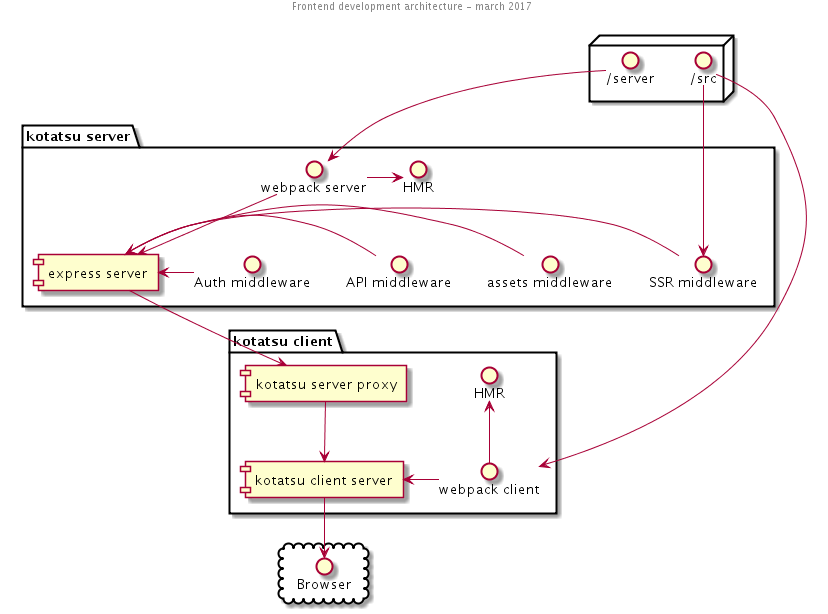 Frontend development architecture - march 2017
/server
/src
kotatsu server
webpack server
HMR
express server
Auth middleware
API middleware
assets middleware
SSR middleware
kotatsu client
kotatsu server proxy
HMR
kotatsu client server
webpack client
Browser